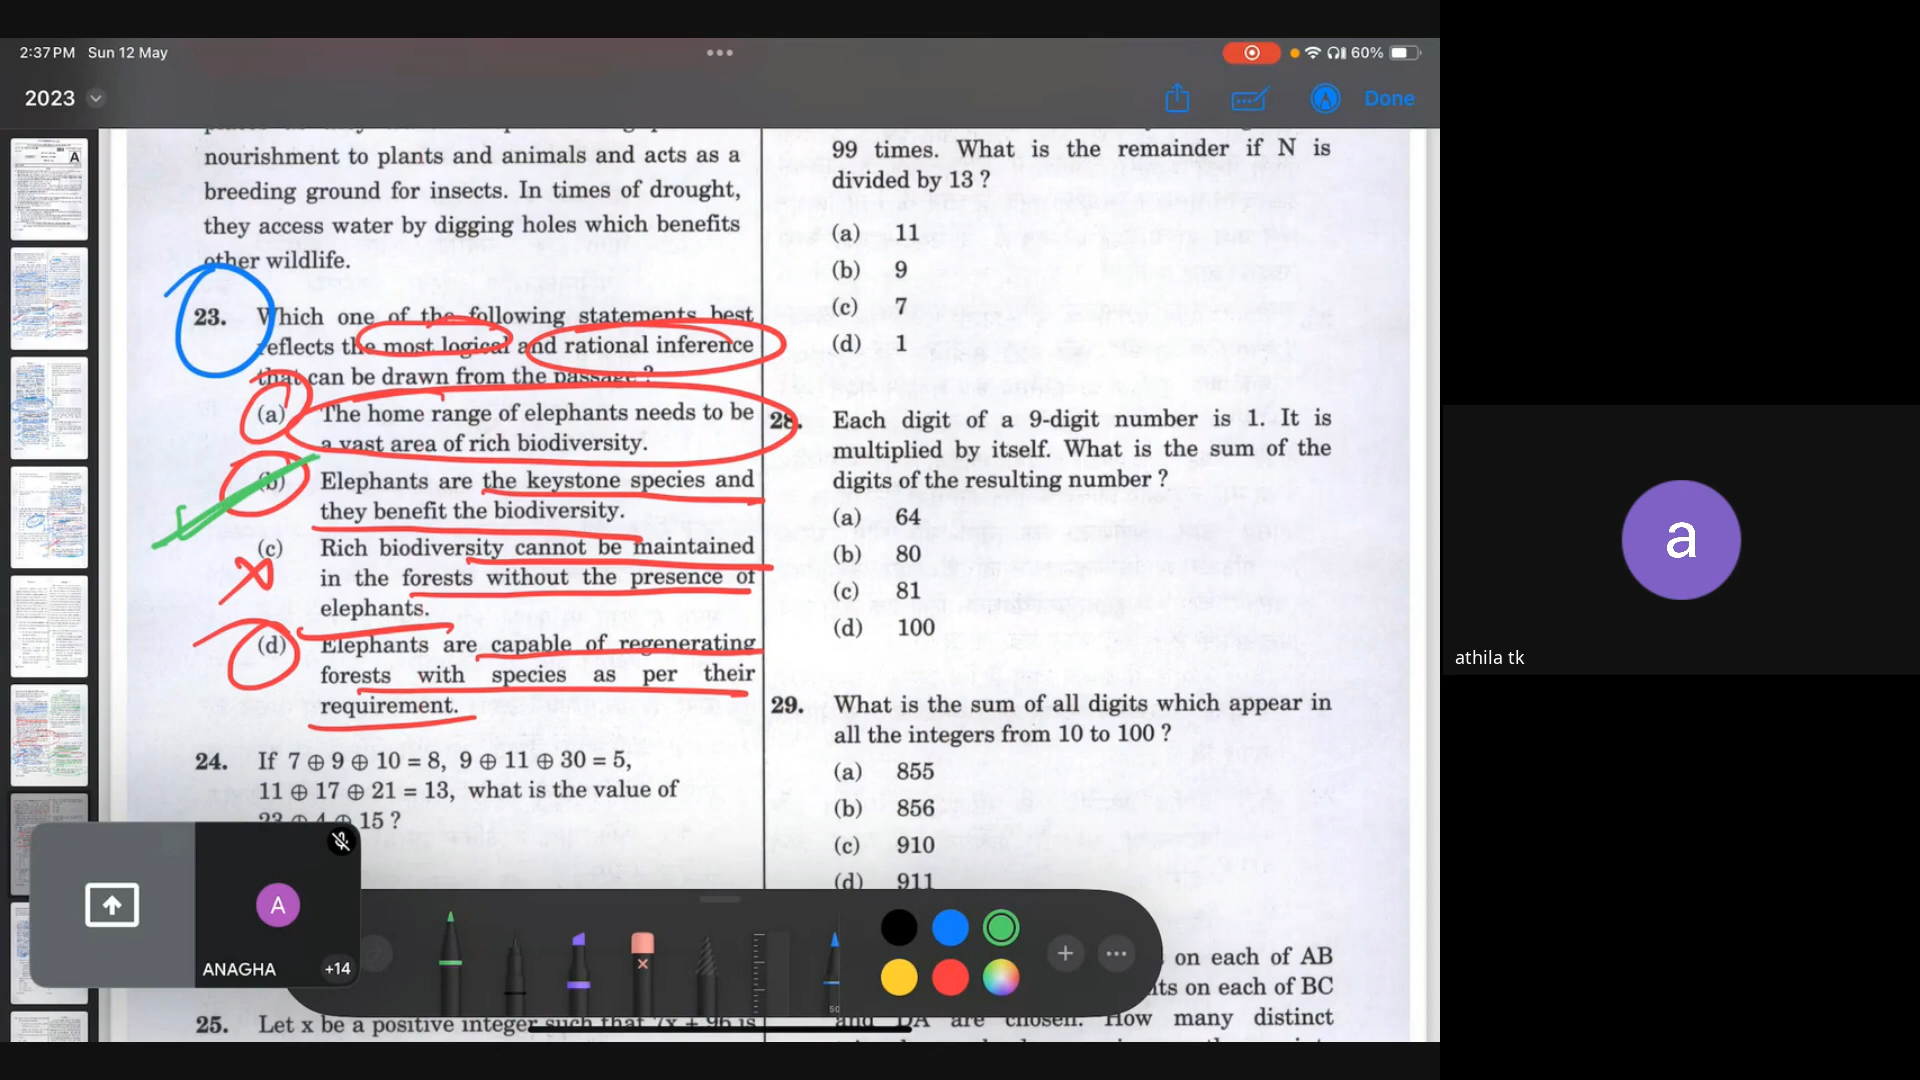 2:37 PM Sun 12 May
60%
2023
Done
nourishment to plants and animals and acts as a
breeding ground for insects. In times of drought,
they access water by digging holes which benefits
other wildlife.
23. Which one of the following statements best
reflects the most logical and rational inference
that can be drawn from the passage ?
(a) The home range of elephants needs to be
a vast area of rich biodiversity.
(b) Elephants are the keystone species and
they benefit the biodiversity.
(c) Rich biodiversity cannot be maintained
in the forests without the presence of
elephants.
(d) Elephants are capable of regenerating
forests with species as per their
requirement.
24. If 7 ⊕ 9 ⊕ 10 = 8, 9 ⊕ 11 ⊕ 30 = 5,
11 ⊕ 17 ⊕ 21 = 13, what is the value of
23 ⊕ 4 ⊕ 15 ?
25. Let x be a positive integer such that 7x + 96 is
99 times. What is the remainder if N is
divided by 13 ?
(a) 11
(b) 9
(c) 7
(d) 1
28. Each digit of a 9-digit number is 1. It is
multiplied by itself. What is the sum of the
digits of the resulting number ?
(a) 64
(b) 80
(c) 81
(d) 100
29. What is the sum of all digits which appear in
all the integers from 10 to 100 ?
(a) 855
(b) 856
(c) 910
(d) 911
on each of AB
on each of BC
and DA are chosen. How many distinct
A
ANAGHA
+14
50
a
athila tk